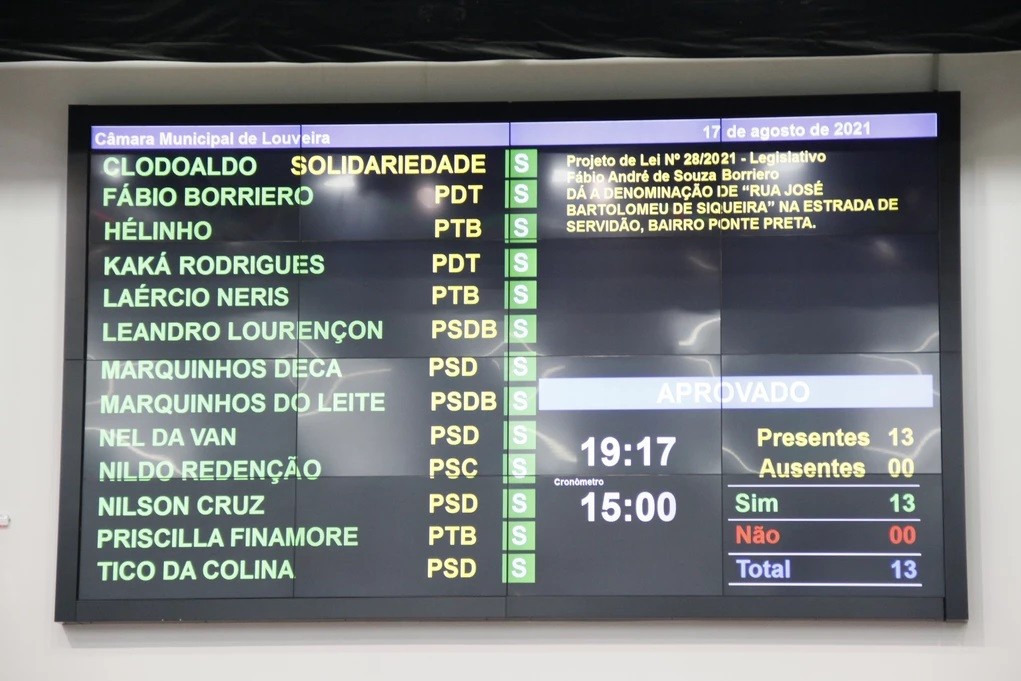 Câmara Municipal de Louveira 17 de agosto de 2021
CLODOALDO SOLIDARIEDADE S
FÁBIO BORRIERO PDT S
HÉLINHO PTB S
KAKÁ RODRIGUES PDT S
LAÉRCIO NERIS PTB S
LEANDRO LOURENÇON PSDB S
MARQUINHOS DECA PSD S
MARQUINHOS DO LEITE PSDB S
NEL DA VAN PSD S
NILDO REDENÇÃO PSC S
NILSON CRUZ PSD S
PRISCILLA FINAMORE PTB S
TICO DA COLINA PSD S
Projeto de Lei Nº 28/2021 - Legislativo
Fábio André de Souza Borriero
DÁ A DENOMINAÇÃO DE “RUA JOSÉ
BARTOLOMEU DE SIQUEIRA” NA ESTRADA DE
SERVIDÃO, BAIRRO PONTE PRETA.
APROVADO
19:17
Cronômetro
15:00
Presentes 13
Ausentes 00
Sim 13
Não 00
Total 13